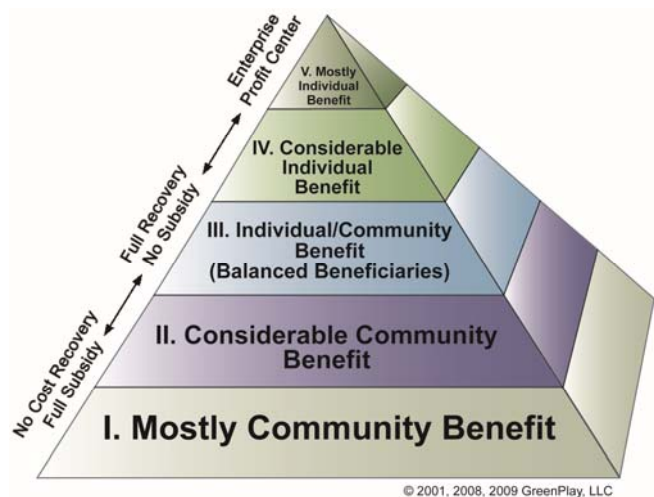 Enterprise
Profit Center
V. Mostly
Individual
Benefit
IV. Considerable
Individual
Benefit
Full Recovery
No Subsidy
III. Individual/Community
Benefit
(Balanced Beneficiaries)
II. Considerable Community
Benefit
No Cost Recovery
Full Subsidy
I. Mostly Community Benefit
© 2001, 2008, 2009 GreenPlay, LLC